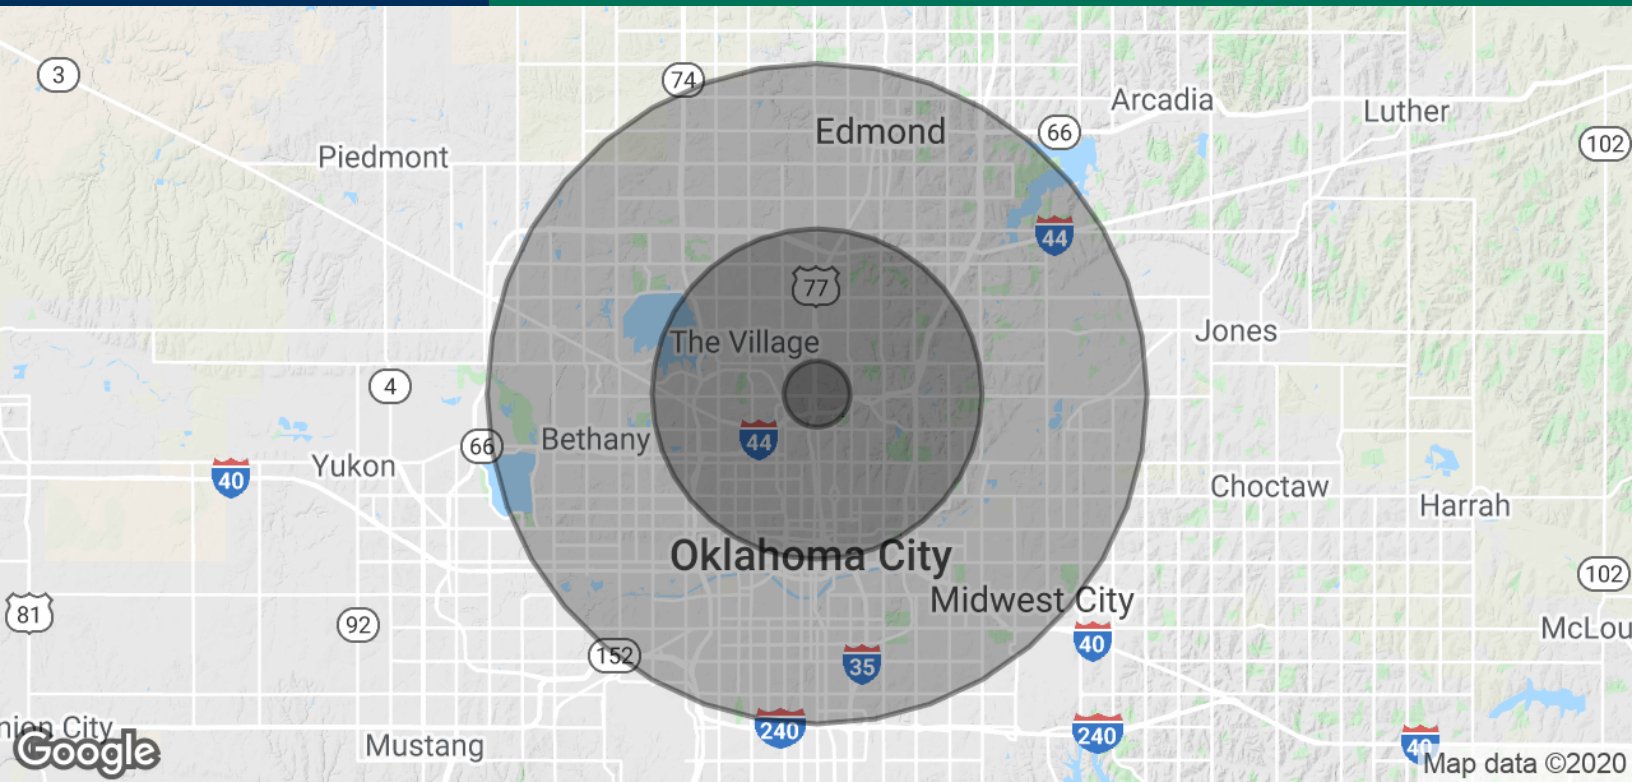 3
74
Arcadia
Luther
66
Edmond
102
Piedmont
44
77
Jones
The Village
4
44
Bethany
66
Yukon
40
Choctaw
Harrah
Oklahoma City
102
Midwest City
81
92
McLou
40
152
35
nion City
240
240
40
Mustang
Google
Map data ©2020